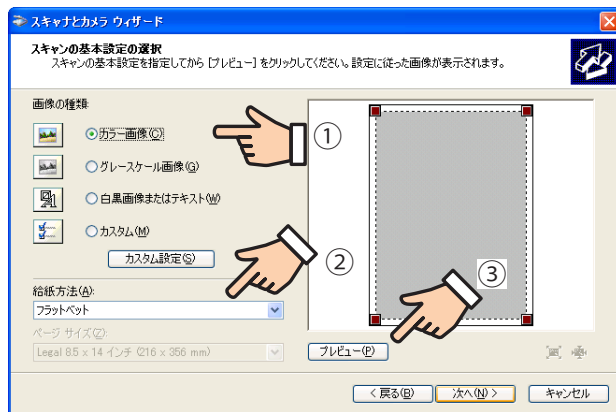 スキャナとカメラ ウィザード
スキャンの基本設定の選択
スキャンの基本設定を指定してから [プレビュー] をクリックしてください。設定に従った画像が表示されます。
画像の種類:
カラー画像(C)
①
グレースケール画像(G)
白黒画像またはテキスト(W)
カスタム(M)
カスタム設定(S)
②
③
給紙方法(A):
フラットベット
ページ サイズ(Z):
Legal 8.5 x 14 インチ (216 x 356 mm)
プレビュー(P)
< 戻る(B)
次へ(N) >
キャンセル